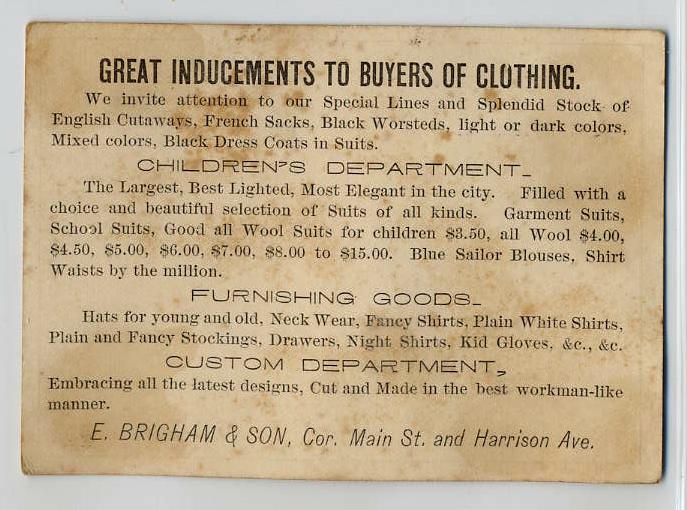 GREAT INDUCEMENTS TO BUYERS OF CLOTHING.
We invite attention to our Special Lines and Splendid Stock of
English Cutaways, French Sacks, Black Worsteds, light or dark colors,
Mixed colors, Black Dress Coats in Suits.
CHILDREN'S DEPARTMENT_
The Largest, Best Lighted, Most Elegant in the city. Filled with a
choice and beautiful selection of Suits of all kinds. Garment Suits,
School Suits, Good all Wool Suits for children $3.50, all Wool $4.00,
$4.50, $5.00, $6.00, $7.00, $8.00 to $15.00. Blue Sailor Blouses, Shirt
Waists by the million.
FURNISHING GOODS_
Hats for young and old, Neck Wear, Fancy Shirts, Plain White Shirts,
Plain and Fancy Stockings, Drawers, Night Shirts, Kid Gloves, &c., &c.
CUSTOM DEPARTMENT,
Embracing all the latest designs, Cut and Made in the best workman-like
manner.
E. BRIGHAM & SON, Cor. Main St. and Harrison Ave.